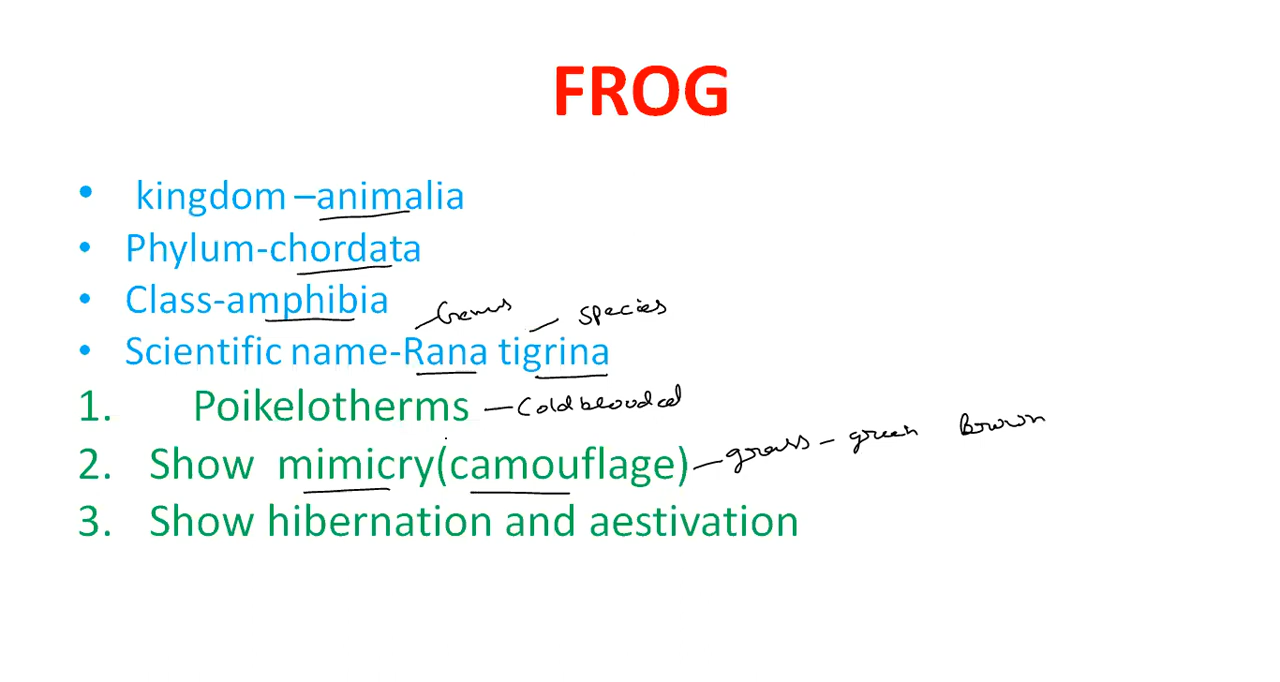 FROG
• kingdom –animalia
• Phylum-chordata
• Class-amphibia
Genus species
• Scientific name-Rana tigrina
1. Poikelotherms — Coldblooded
2. Show mimicry(camouflage) — grass – green Brown
3. Show hibernation and aestivation